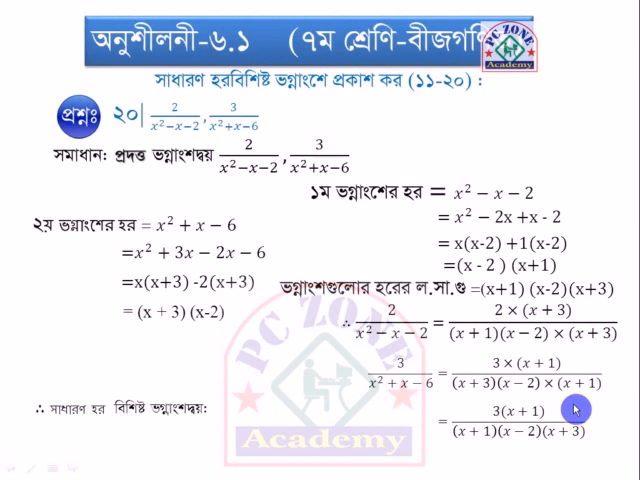 অনুশীলনী-৬.১ (৭ম শ্রেণি-বীজগণি
PC ZONE
Academy
সাধারণ হরবিশিষ্ট ভগ্নাংশে প্রকাশ কর (১১-২০) :
প্রশ্নঃ ২০| 2/(x²−x−2) , 3/(x²+x−6)
সমাধান: প্রদত্ত ভগ্নাংশদ্বয় 2/(x²−x−2) , 3/(x²+x−6)
১ম ভগ্নাংশের হর = x² − x − 2
= x² − 2x +x - 2
= x(x-2) +1(x-2)
=(x - 2 ) (x+1)
২য় ভগ্নাংশের হর = x² + x − 6
=x² + 3x − 2x − 6
=x(x+3) -2(x+3)
= (x + 3) (x-2)
ভগ্নাংশগুলোর হরের ল.সা.গু =(x+1) (x-2)(x+3)
∴ 2/(x² − x − 2) = 2 × (x + 3)/((x + 1)(x − 2) × (x + 3))
3/(x² + x − 6) = 3 × (x + 1)/((x + 3)(x − 2) × (x + 1))
= 3(x + 1)/((x + 1)(x − 2)(x + 3))
∴ সাধারণ হর বিশিষ্ট ভগ্নাংশদ্বয়:
PC ZONE
Academy